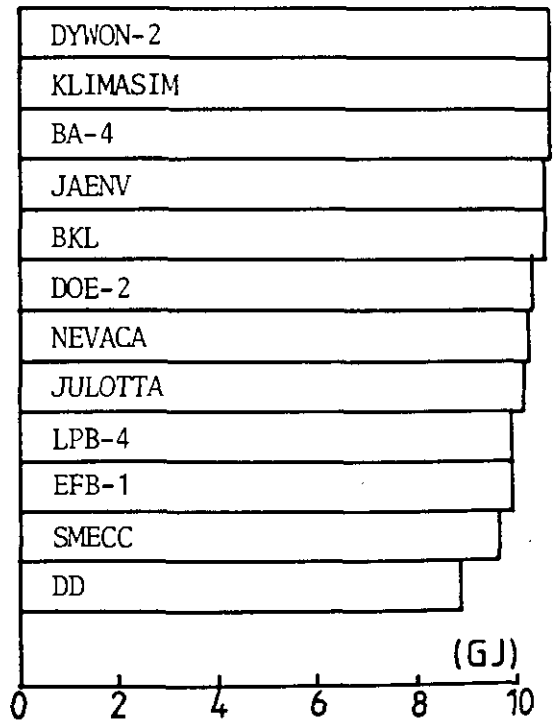 DYWON-2
KLIMASIM
BA-4
JAENV
BKL
DOE-2
NEVACA
JULOTTA
LPB-4
EFB-1
SMECC
DD
(GJ)
0 2 4 6 8 10